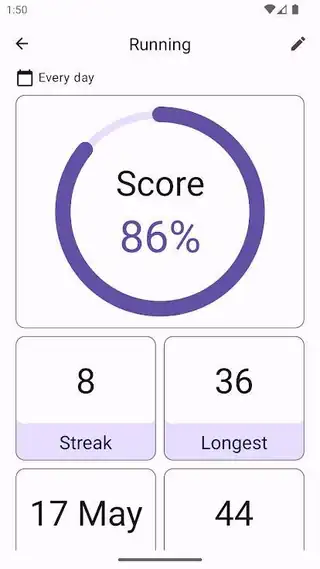 1:50
Running
Every day
Score
86%
8
36
Streak
Longest
17 May
44